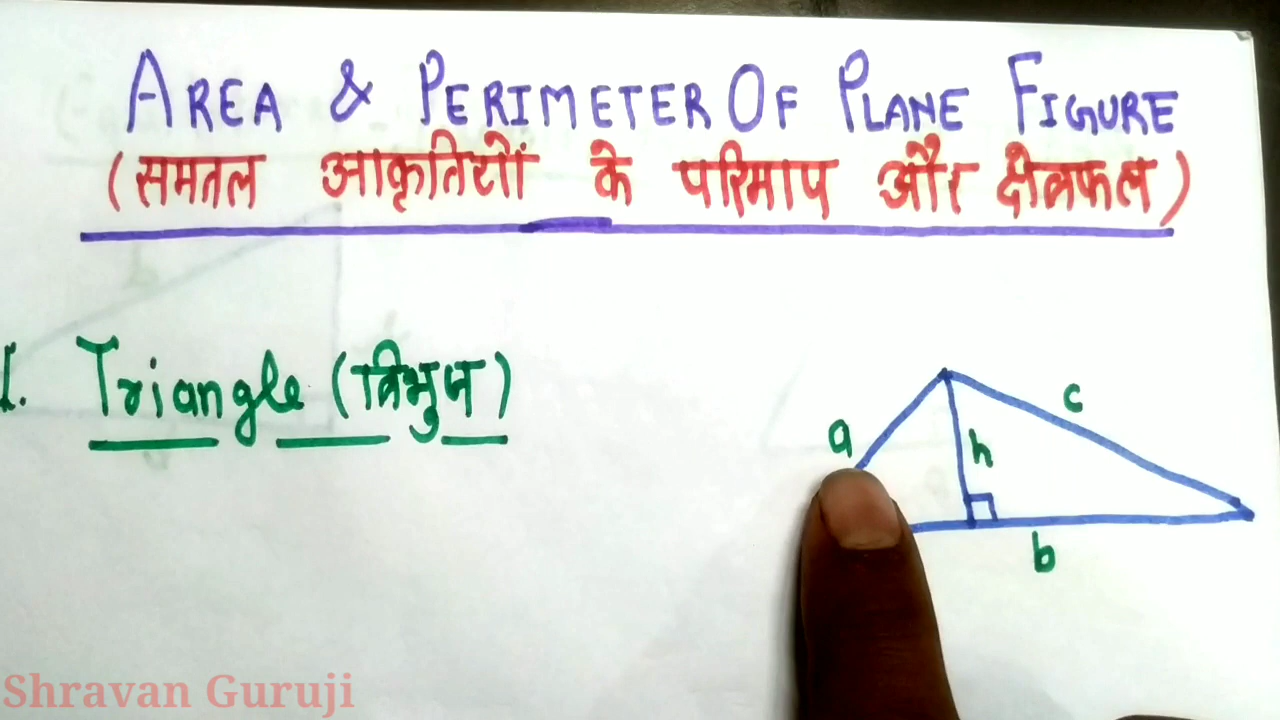 AREA & PERIMETER OF PLANE FIGURE
(समतल आकृतियों के परिमाप और क्षेत्रफल)
1. Triangle (त्रिभुज)
a
c
h
b
Shravan Guruji